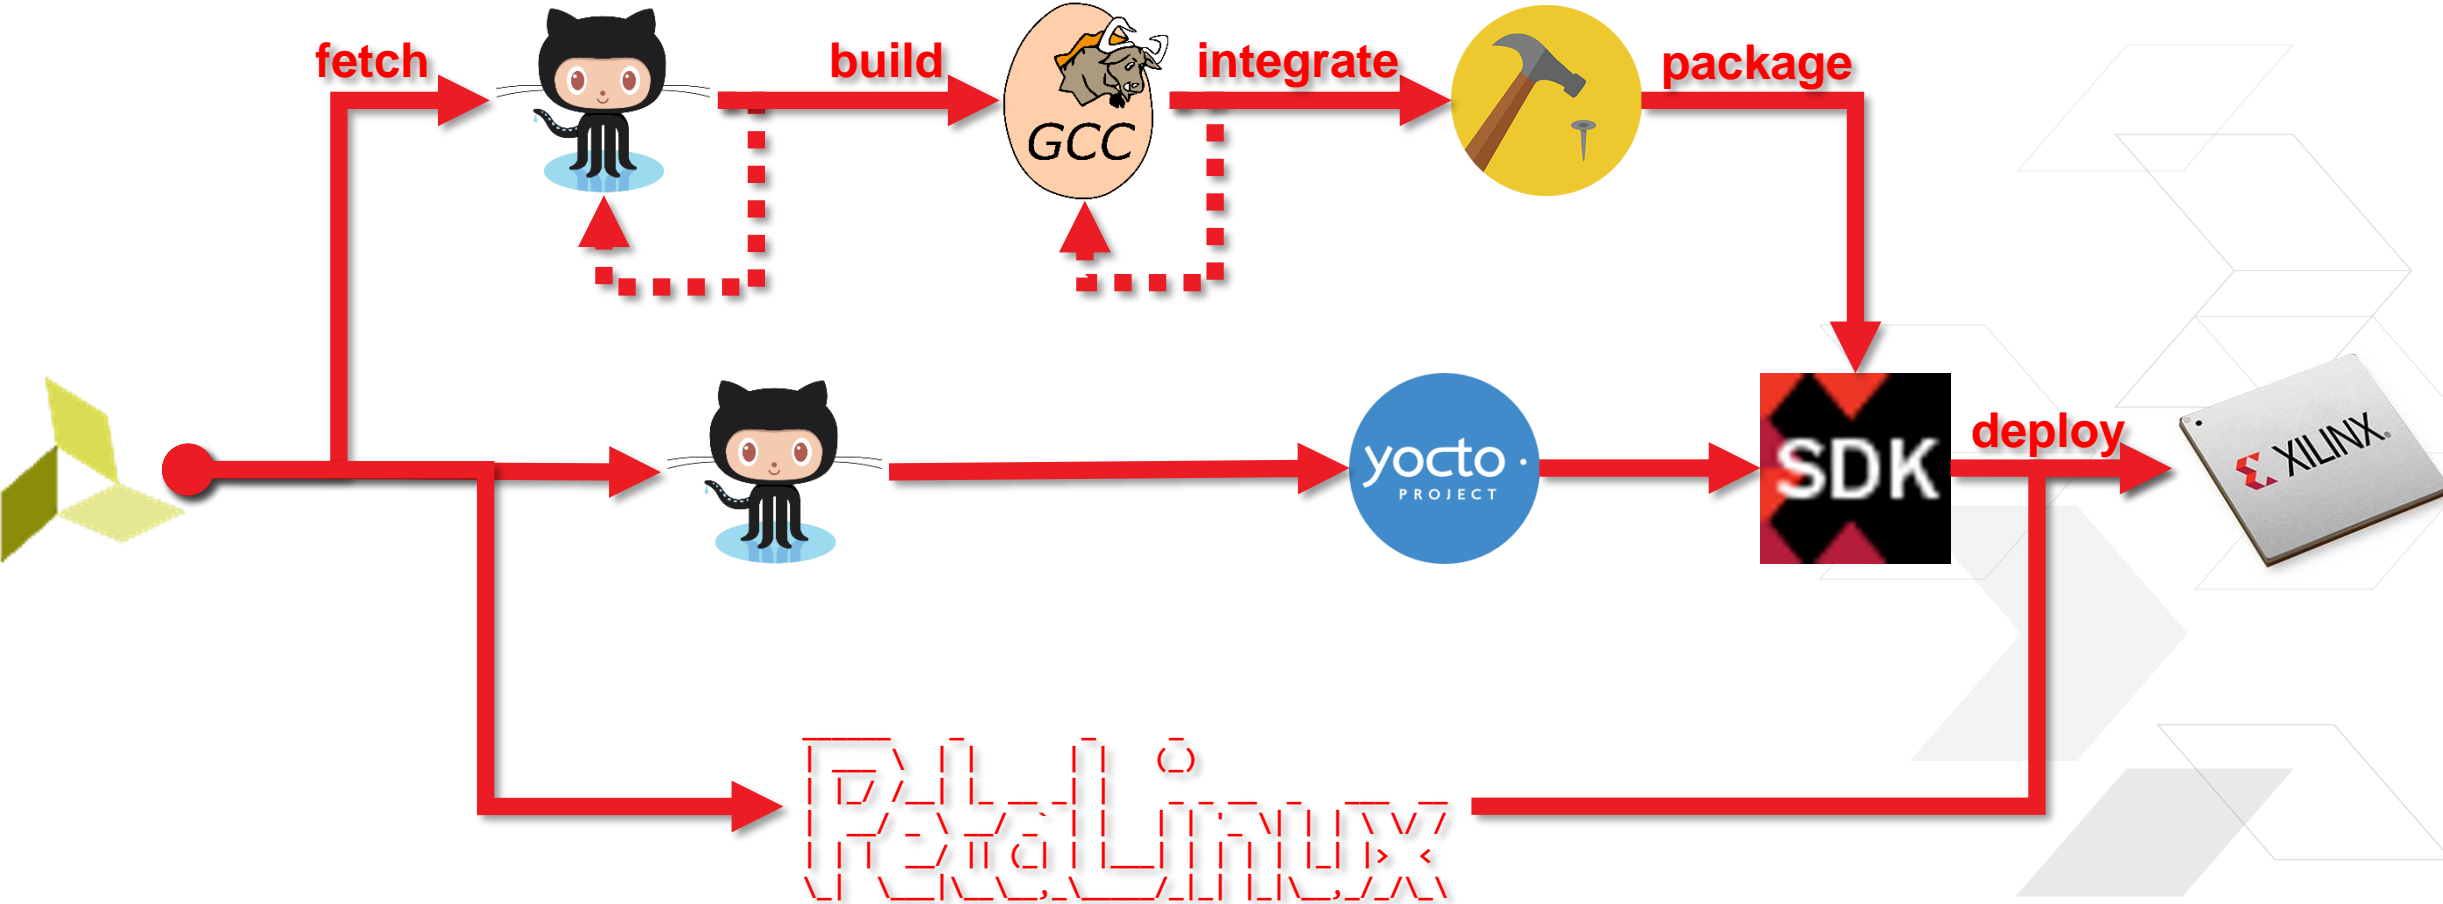 fetch
build
integrate
package
GCC
yocto
PROJECT
SDK
deploy
XILINX
PetaLinux